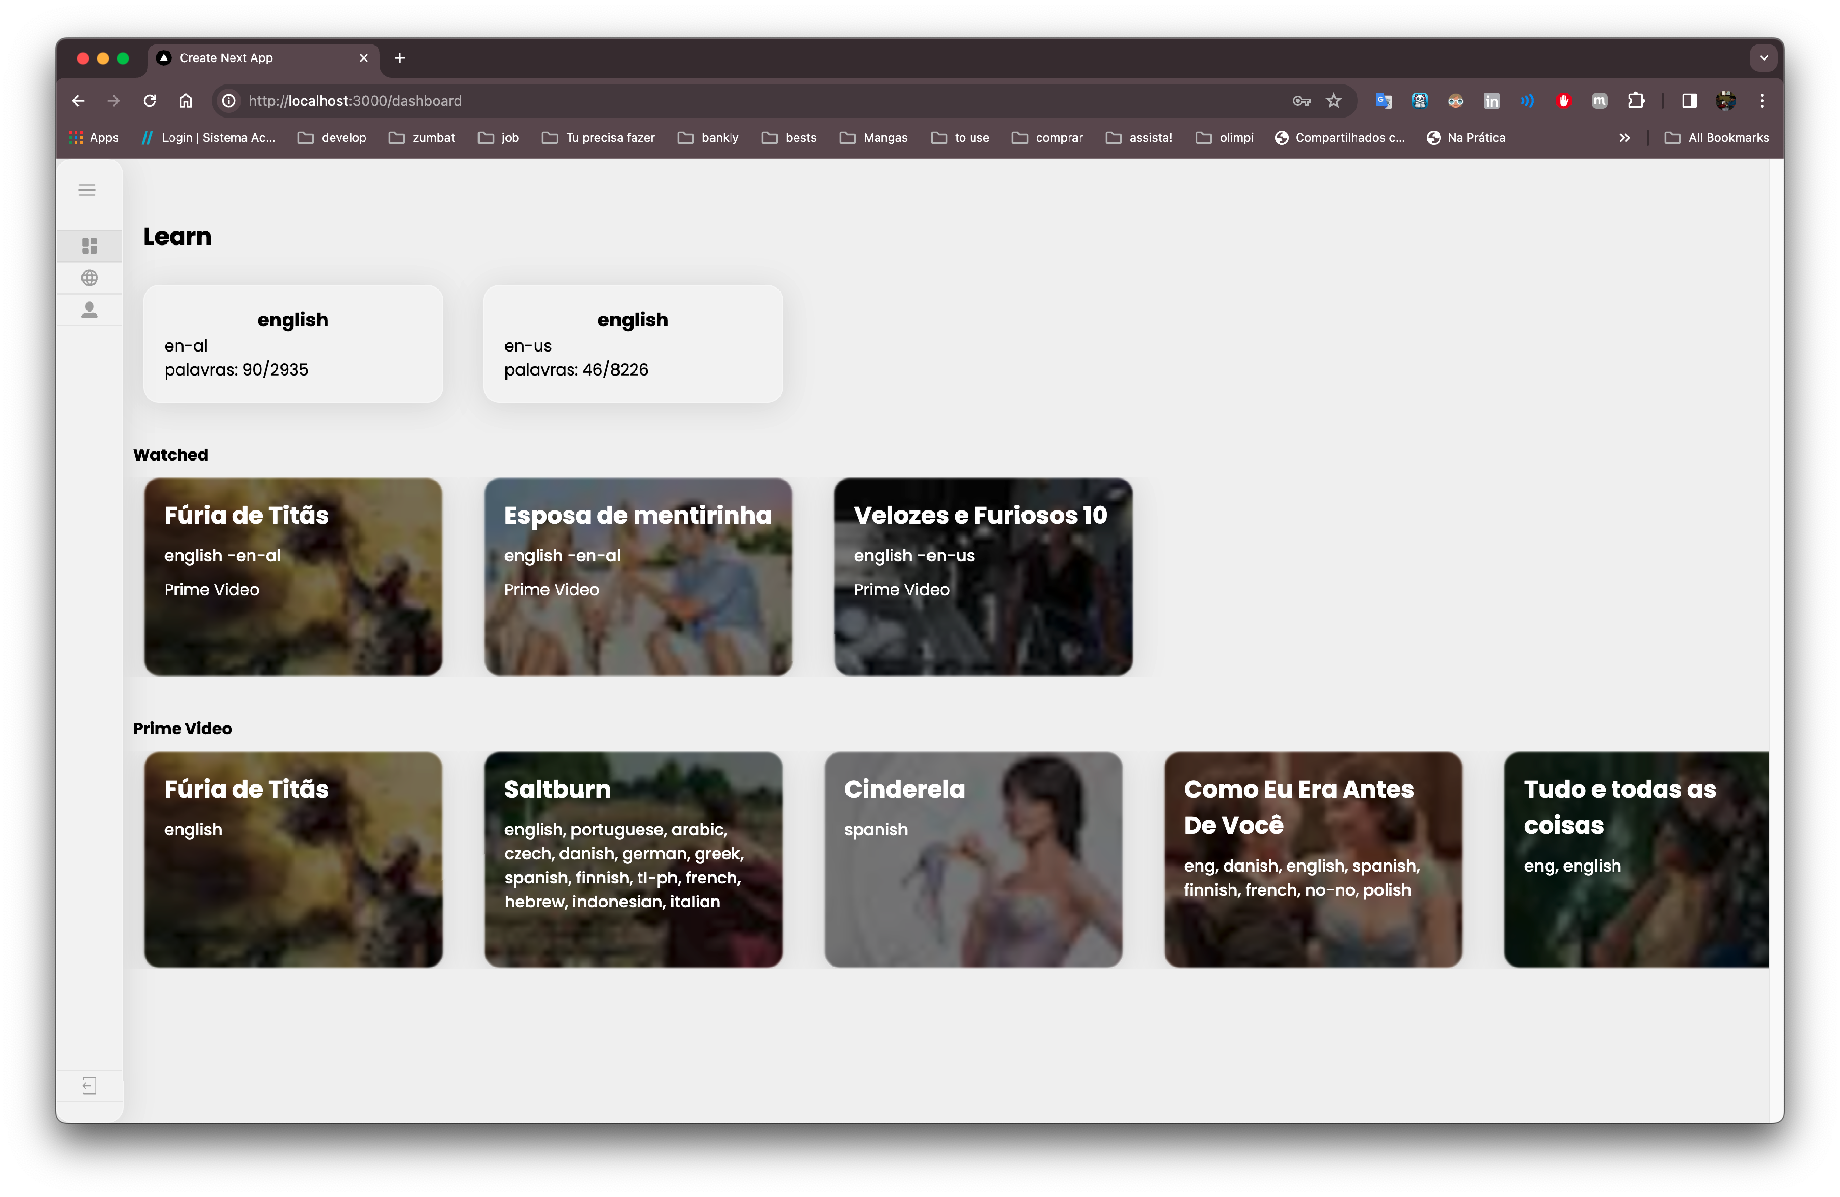 Create Next App
http://localhost:3000/dashboard
Apps
Login | Sistema Ac...
develop
zumbat
job
Tu precisa fazer
bankly
bests
Mangas
to use
comprar
assista!
olimpi
Compartilhados c...
Na Prática
All Bookmarks
Learn
english
en-al
palavras: 90/2935
english
en-us
palavras: 46/8226
Watched
Fúria de Titãs
english -en-al
Prime Video
Esposa de mentirinha
english -en-al
Prime Video
Velozes e Furiosos 10
english -en-us
Prime Video
Prime Video
Fúria de Titãs
english
Saltburn
english, portuguese, arabic,
czech, danish, german, greek,
spanish, finnish, tl-ph, french,
hebrew, indonesian, italian
Cinderela
spanish
Como Eu Era Antes
De Você
eng, danish, english, spanish,
finnish, french, no-no, polish
Tudo e todas as
coisas
eng, english